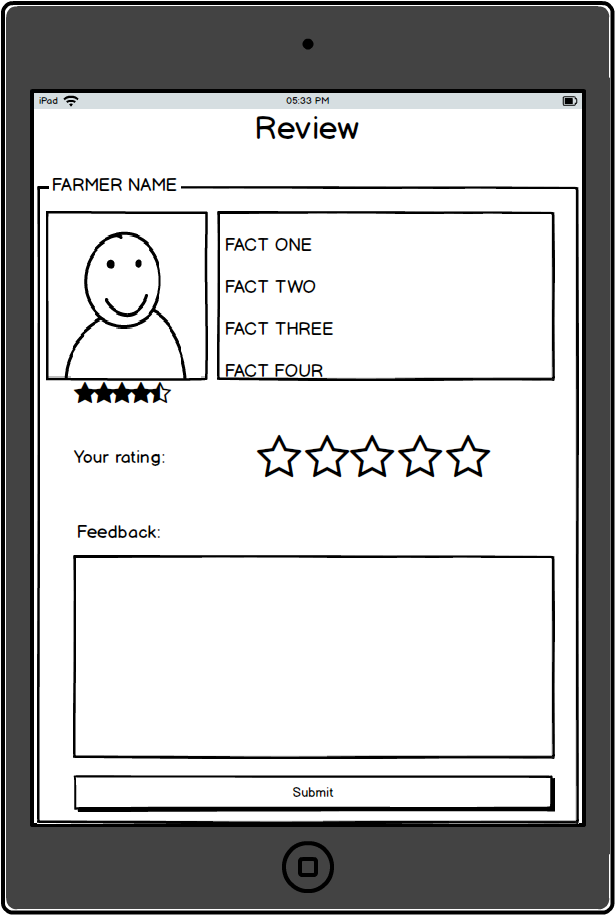 iPad 05:33 PM
Review
FARMER NAME
FACT ONE
FACT TWO
FACT THREE
FACT FOUR
Your rating:
Feedback:
Submit